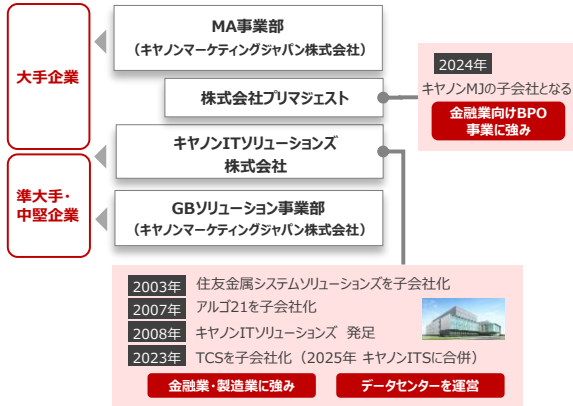 MA事業部
（キヤノンマーケティングジャパン株式会社）
大手企業
株式会社プリマジェスト
2024年
キヤノンMJの子会社となる
金融業向けBPO
事業に強み
キヤノンITソリューションズ
株式会社
準大手・
中堅企業
GBソリューション事業部
（キヤノンマーケティングジャパン株式会社）
2003年 住友金属システムソリューションズを子会社化
2007年 アルゴ21を子会社化
2008年 キヤノンITソリューションズ 発足
2023年 TCSを子会社化（2025年 キヤノンITSに合併）
金融業・製造業に強み
データセンターを運営